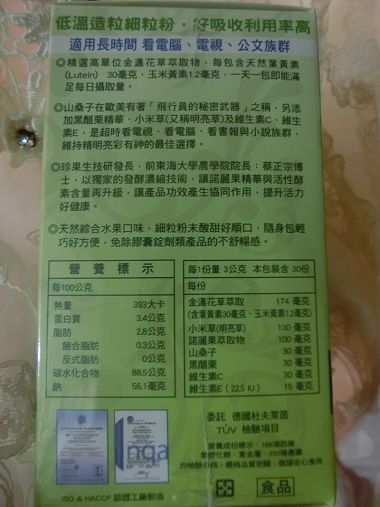 低溫造粒細粒粉，好吸收利用率高
適用長時間 看電腦、電視、公文族群
◎精選高單位金盞花草萃取物，每包含天然葉黃素
(Lutein) 30毫克，玉米黃素1.2毫克，一天一包即能滿
足每日攝取量。
◎山桑子在歐美有著「飛行員的秘密武器」之稱，另添
加黑醋栗精華、小米草(又稱明亮草)及維生素C、維生
素E，是超時看電視、看電腦、看書報與小說族群，
維持精明亮彩有神的最佳選擇。
◎珍果生技研發長，前東海大學農學院院長：蔡正宗博
士，以獨家的發酵濃縮技術，讓諾麗果精華與活性酵
素含量再升級，讓產品功效產生協同作用，提升活力
好健康。
◎天然綜合水果口味，細粒粉末酸甜好順口，隨身包輕
巧好方便，免除膠囊錠劑類產品的不舒暢感。
營養標示
每100公克
熱量 393大卡
蛋白質 3.4公克
脂肪 2.8公克
飽合脂肪 0.3公克
反式脂肪 0公克
碳水化合物 88.5公克
鈉 56.1毫克
每1份量 3公克 本包裝含 30份
每份
金盞花草萃取 174 毫克
(含葉黃素30毫克，玉米黃素1.2毫克)
小米草(明亮草) 130 毫克
諾麗果萃取物 100 毫克
山桑子 30 毫克
黑醋栗 30 毫克
維生素C 30 毫克
維生素E (22.5 IU) 15 毫克
委託 德國杜夫萊茵
TÜV 檢驗項目
營養成份標示、186項西藥
nqa
ISO & HACCP 認證工廠製造
食品